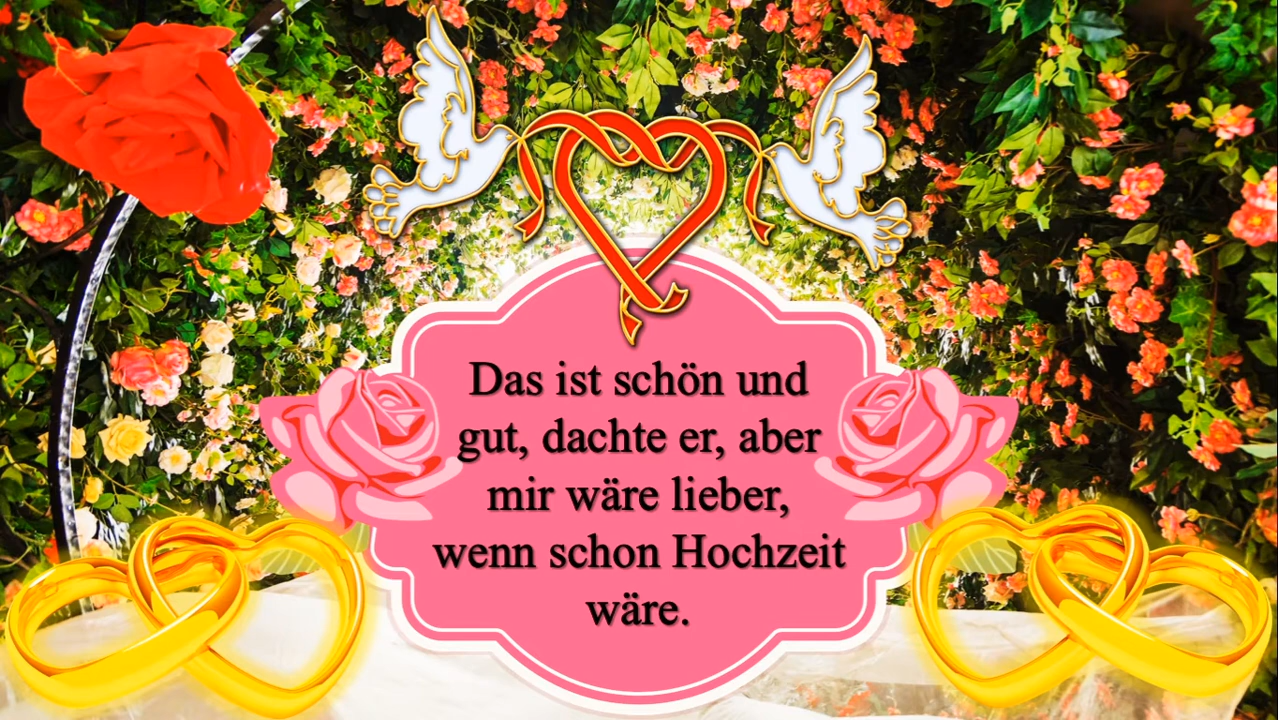 Das ist schön und
gut, dachte er, aber
mir wäre lieber,
wenn schon Hochzeit
wäre.